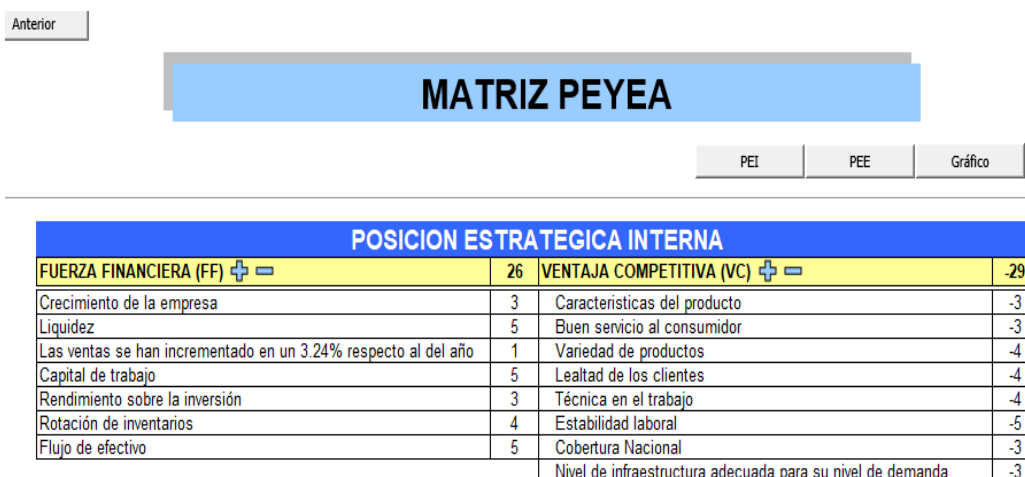 Anterior
MATRIZ PEYEA
PEI PEE Gráfico
POSICION ESTRATEGICA INTERNA
FUERZA FINANCIERA (FF) 26 VENTAJA COMPETITIVA (VC) -29
Crecimiento de la empresa 3 Caracteristicas del producto -3
Liquidez 5 Buen servicio al consumidor -3
Las ventas se han incrementado en un 3.24% respecto al del año 1 Variedad de productos -4
Capital de trabajo 5 Lealtad de los clientes -4
Rendimiento sobre la inversión 3 Técnica en el trabajo -4
Rotación de inventarios 4 Estabilidad laboral -5
Flujo de efectivo 5 Cobertura Nacional -3
Nivel de infraestructura adecuada para su nivel de demanda -3